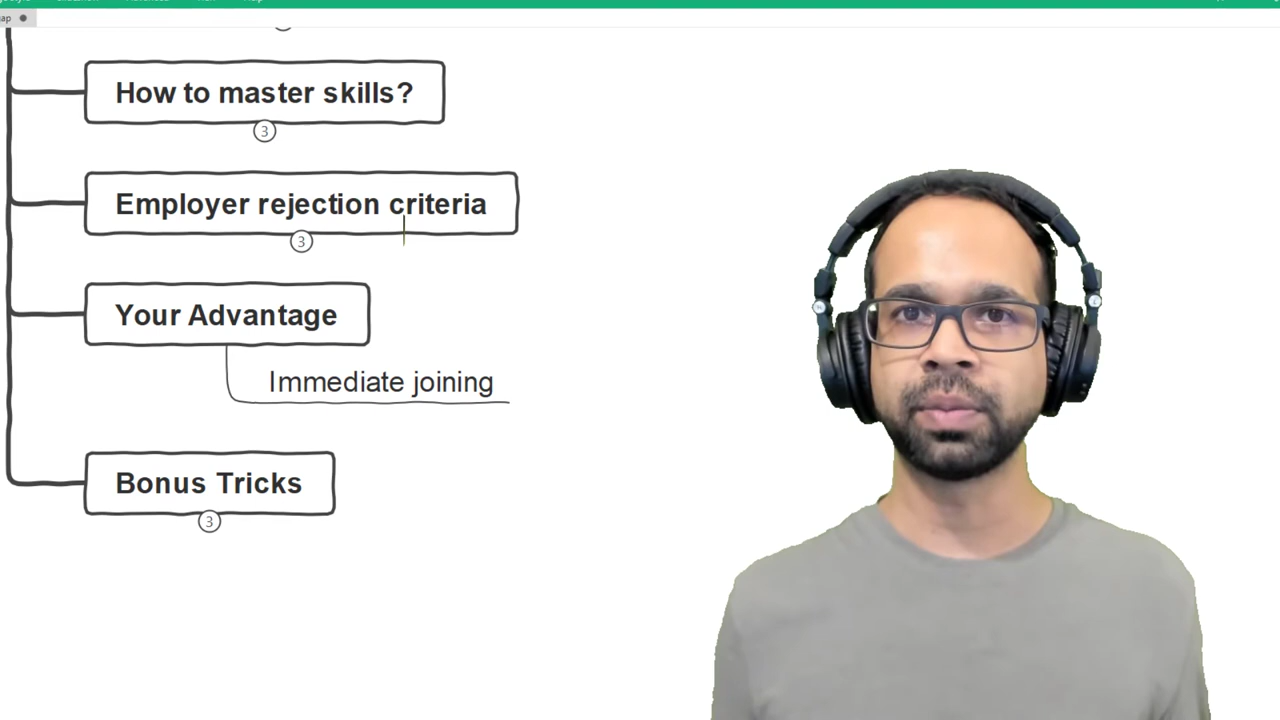 How to master skills?
3
Employer rejection criteria
3
Your Advantage
Immediate joining
Bonus Tricks
3